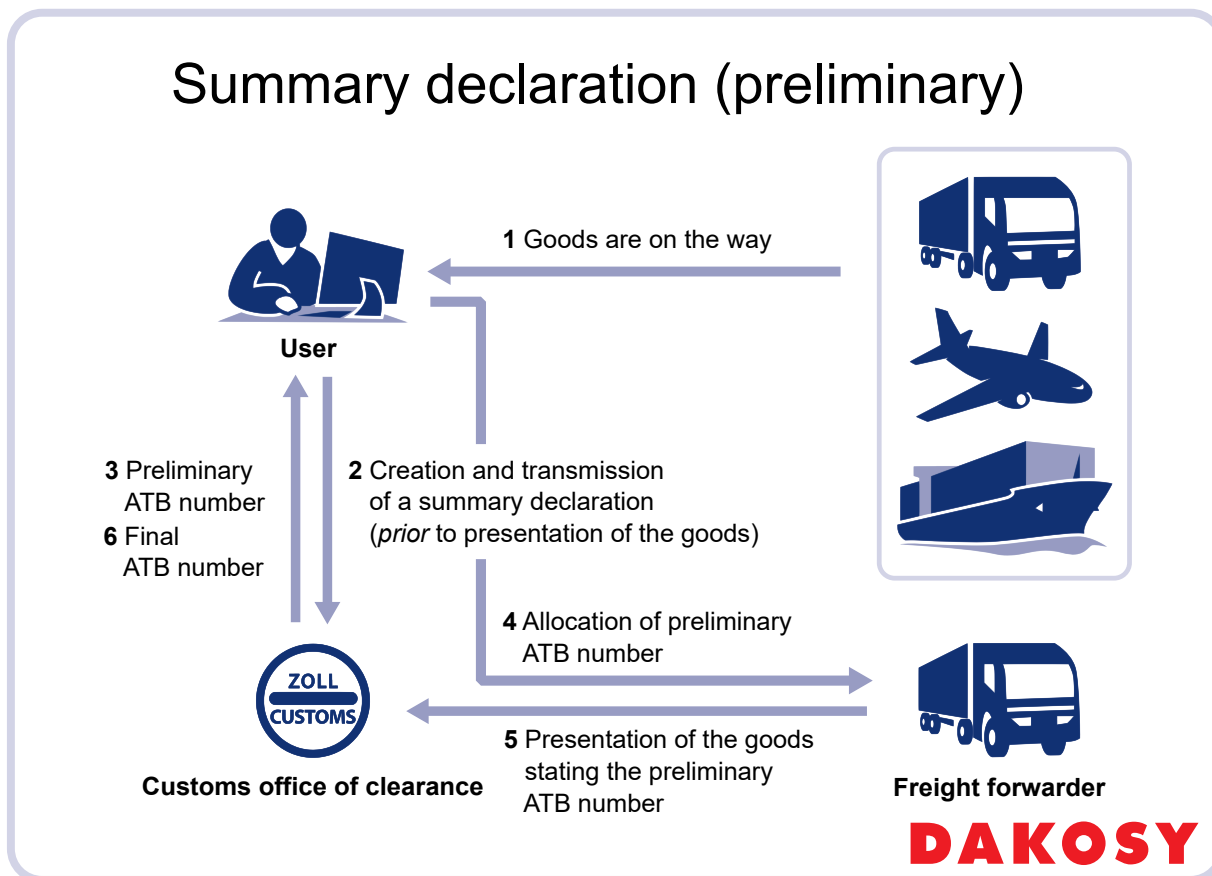 Summary declaration (preliminary)
1 Goods are on the way
User
3 Preliminary
ATB number
6 Final
ATB number
2 Creation and transmission
of a summary declaration
(prior to presentation of the goods)
4 Allocation of preliminary
ATB number
ZOLL
CUSTOMS
Customs office of clearance
5 Presentation of the goods
stating the preliminary
ATB number
Freight forwarder
DAKOSY